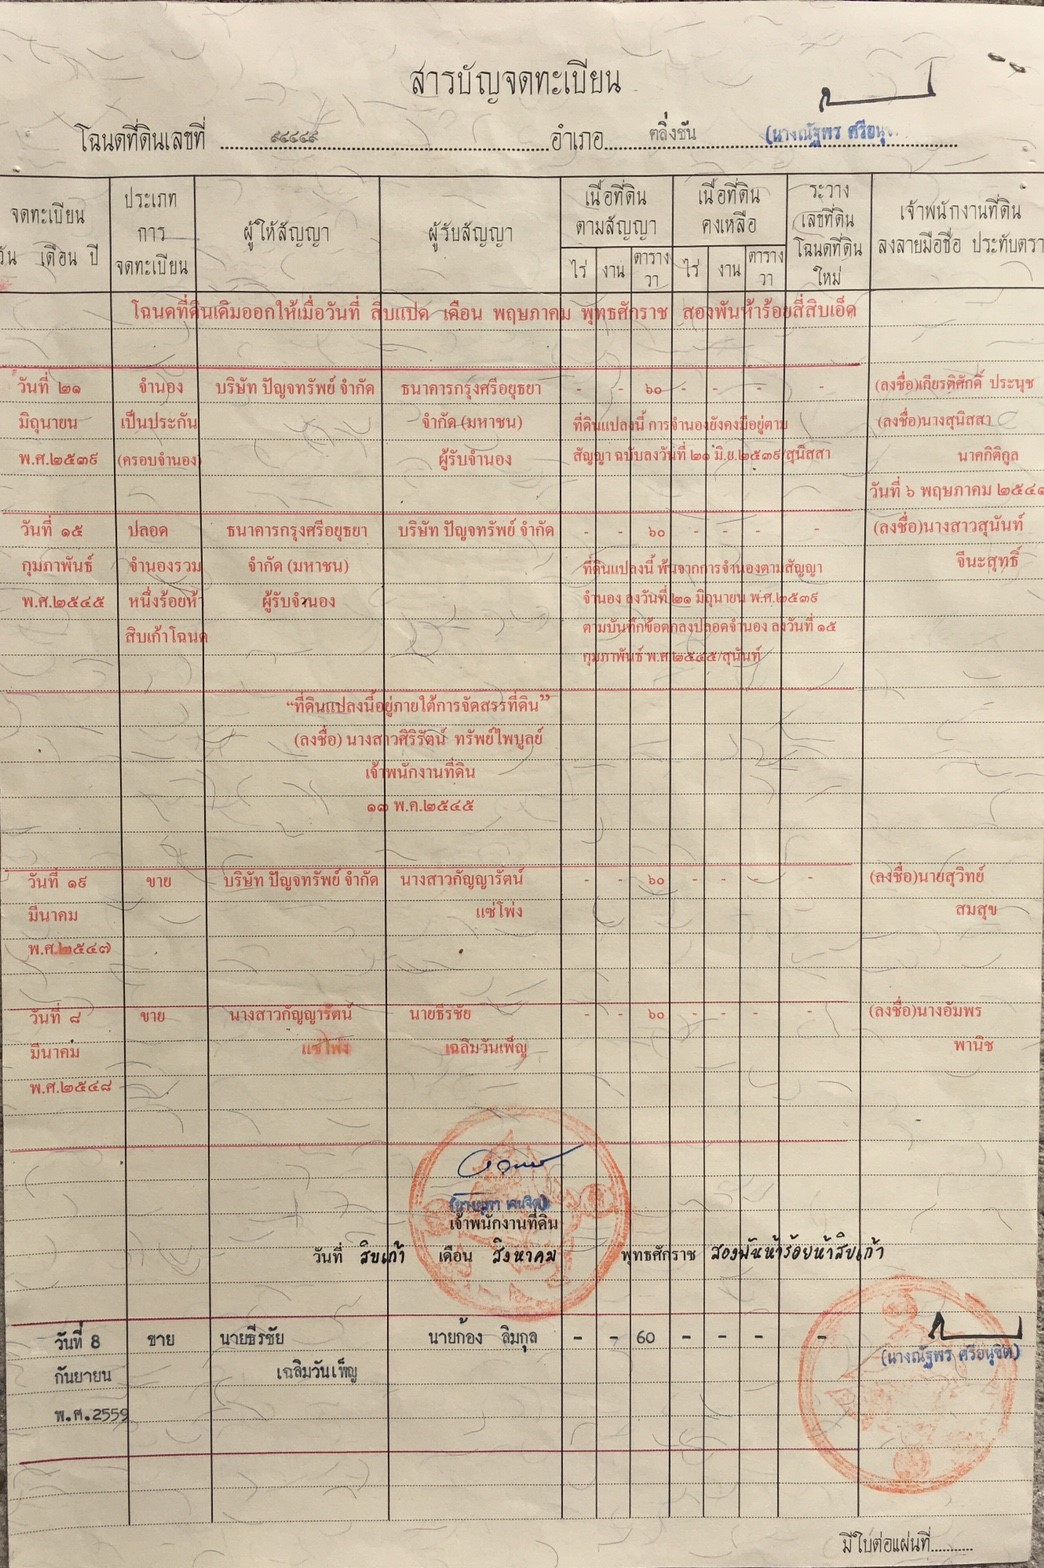 สารบัญจดทะเบียน
โฉนดที่ดินเลขที่ ๕๔๔๔๕ อำเภอ ตลิ่งชัน (นางณัฐพร ศรีอนุชิต)
จดทะเบียน วัน เดือน ปี
ประเภท การ จดทะเบียน
ผู้ให้สัญญา
ผู้รับสัญญา
เนื้อที่ดิน ตามสัญญา
ไร่ งาน ตาราง วา
เนื้อที่ดิน คงเหลือ
ไร่ งาน ตาราง วา
ระวาง เลขที่ดิน โฉนดที่ดิน ใหม่
เจ้าพนักงานที่ดิน ลงลายมือชื่อ ประทับตรา
โฉนดที่ดินเดิมออกให้เมื่อวันที่ สิบแปด เดือน พฤษภาคม พุทธศักราช สองพันห้าร้อยสี่สิบเอ็ด
วันที่ ๒๑ จำนอง บริษัท ปัญจทรัพย์ จำกัด ธนาคารกรุงศรีอยุธยา - - ๖๐ - - - - (ลงชื่อ)เถียรติศักดิ์ ประนุช
มิถุนายน เป็นประกัน จำกัด (มหาชน) ที่ดินแปลงนี้ การจำนองยังคงมีอยู่ตาม (ลงชื่อ)นางสุนิสสา
พ.ศ.๒๕๓๙ (ครอบจำนอง) ผู้รับจำนอง สัญญา ฉบับลงวันที่ ๒๑ มิ.ย.๒๕๓๙/สุนิสสา นาคกิติกูล
วันที่ ๖ พฤษภาคม ๒๕๔๑
วันที่ ๑๕ ปลอด ธนาคารกรุงศรีอยุธยา บริษัท ปัญจทรัพย์ จำกัด - - ๖๐ - - - - (ลงชื่อ)นางสาวสุนันท์
กุมภาพันธ์ จำนองรวม จำกัด (มหาชน) ที่ดินแปลงนี้ พ้นจากการจำนองตามสัญญา จีนะสุทธิ์
พ.ศ.๒๕๔๕ หนึ่งร้อยห้า ผู้รับจำนอง จำนอง ลงวันที่ ๒๑ มิถุนายน พ.ศ.๒๕๓๙
สิบเก้าโฉนด ตามบันทึกข้อตกลงปลอดจำนอง ลงวันที่ ๑๕
กุมภาพันธ์ พ.ศ.๒๕๔๕/สุนันท์
“ที่ดินแปลงนี้อยู่ภายใต้การจัดสรรที่ดิน”
(ลงชื่อ) นางสาวศิริรัตน์ ทรัพย์ไพบูลย์
เจ้าพนักงานที่ดิน
๑๓ พ.ค.๒๕๔๕
วันที่ ๑๙ ขาย บริษัท ปัญจทรัพย์ จำกัด นางสาวกัญญารัตน์ - - ๖๐ - - - - (ลงชื่อ)นายสุวิทย์
มีนาคม แซ่โพ่ง สมสุข
พ.ศ.๒๕๔๗
วันที่ ๘ ขาย นางสาวกัญญารัตน์ นายธีรชัย - - ๖๐ - - - - (ลงชื่อ)นางอัมพร
มีนาคม แซ่โพ่ง เฉลิมวันเพ็ญ พานิช
พ.ศ.๒๕๔๘
เจ้าพนักงานที่ดิน
วันที่ สิบเก้า เดือน สิงหาคม พุทธศักราช สองพันห้าร้อยห้าสิบเก้า
วันที่ 8 ขาย นายธีรชัย นายก้อง ลิมกุล - - 60 - - - -
กันยายน เฉลิมวันเพ็ญ (นางณัฐพร ศรีอนุชิต)
พ.ศ.2559
มีใบต่อแผ่นที่